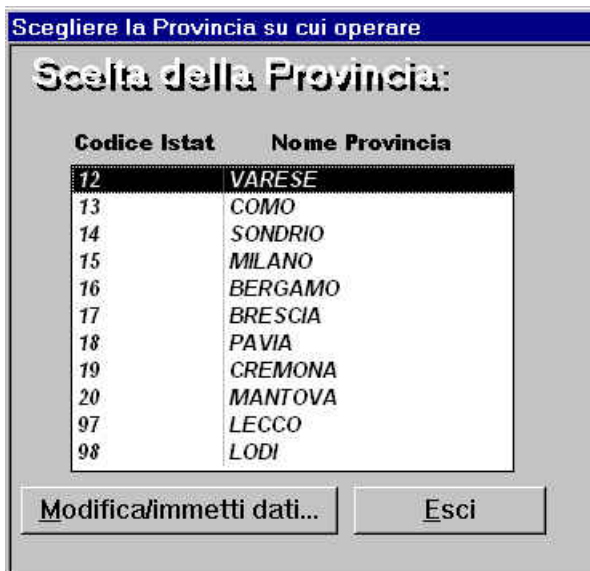 Scegliere la Provincia su cui operare
Scelta della Provincia:
Codice Istat Nome Provincia
12 VARESE
13 COMO
14 SONDRIO
15 MILANO
16 BERGAMO
17 BRESCIA
18 PAVIA
19 CREMONA
20 MANTOVA
97 LECCO
98 LODI
Modifica/immetti dati... Esci